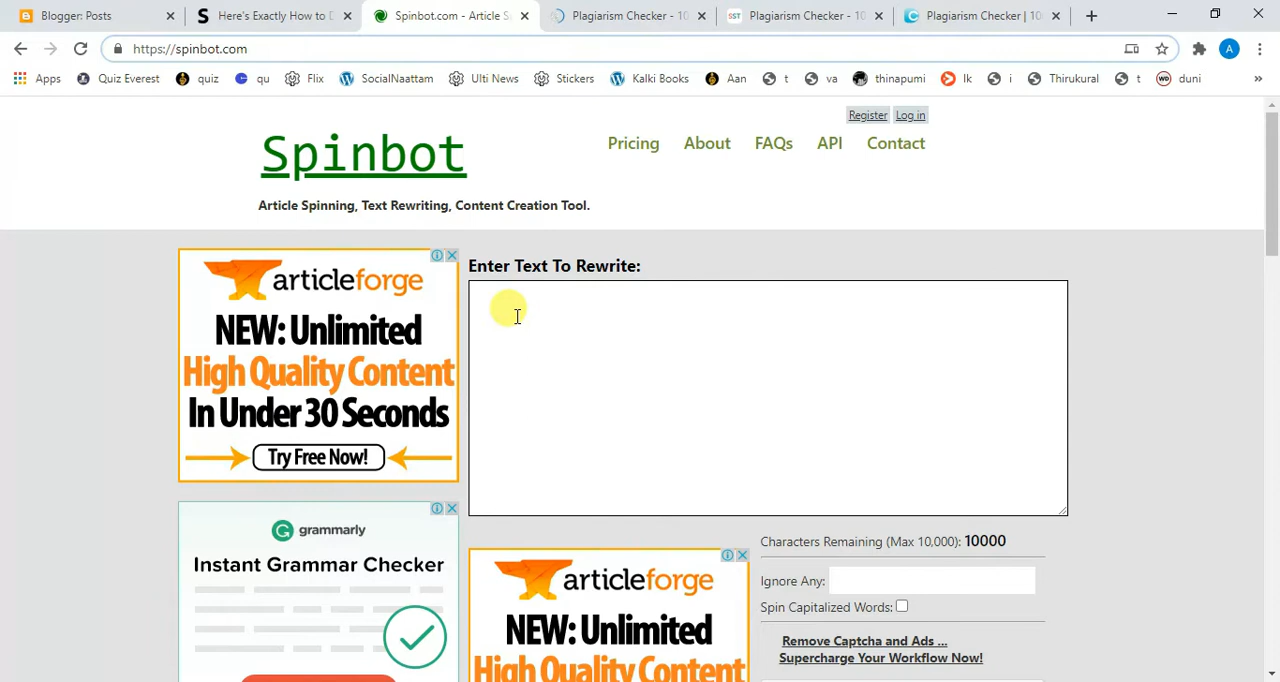 Blogger: Posts
Here's Exactly How to D
Spinbot.com - Article S
Plagiarism Checker - 10
Plagiarism Checker - 10
Plagiarism Checker | 10
https://spinbot.com
A
Apps
Quiz Everest
quiz
qu
Flix
SocialNaattam
Ulti News
Stickers
Kalki Books
Aan
t
va
thinapumi
lk
i
Thirukural
t
duni
»
Register
Log in
Spinbot
Pricing
About
FAQs
API
Contact
Article Spinning, Text Rewriting, Content Creation Tool.
articleforge
NEW: Unlimited
High Quality Content
In Under 30 Seconds
Try Free Now!
Enter Text To Rewrite:
grammarly
Instant Grammar Checker
articleforge
NEW: Unlimited
High Quality Content
Characters Remaining (Max 10,000): 10000
Ignore Any:
Spin Capitalized Words:
Remove Captcha and Ads ...
Supercharge Your Workflow Now!